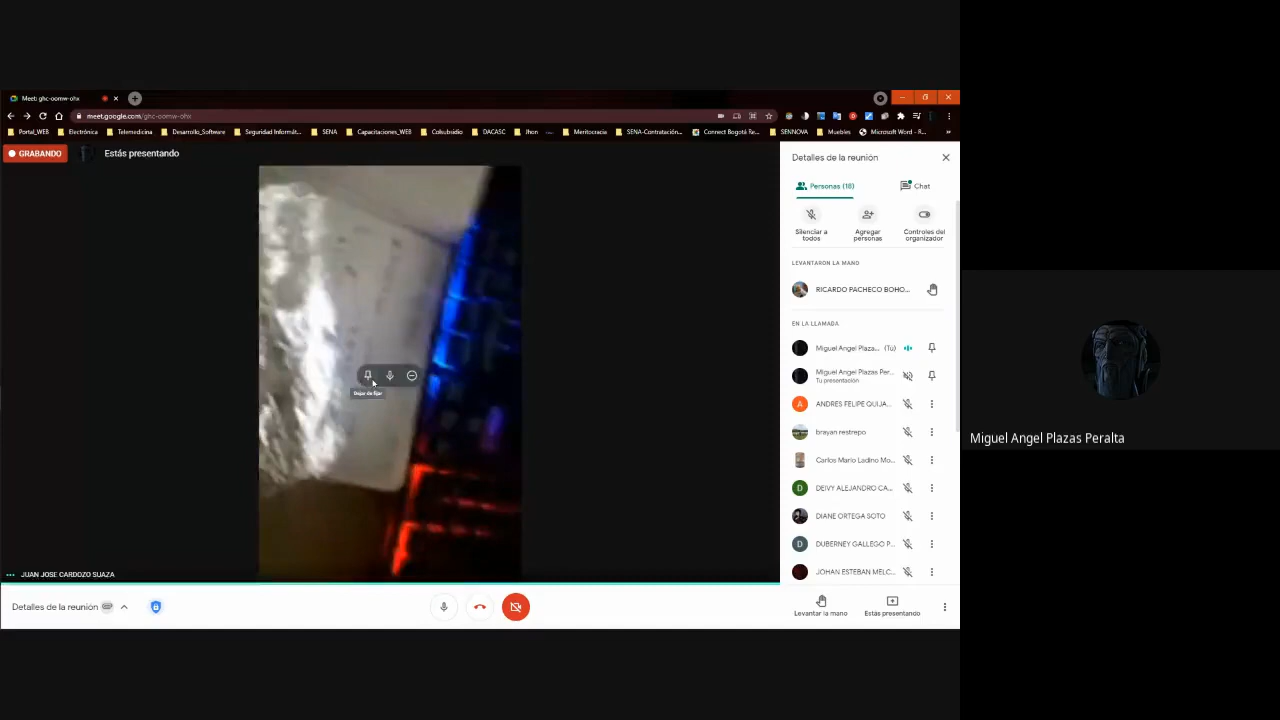 Meet: ghc-oomw-ohx
meet.google.com/ghc-oomw-ohx
Portal_WEB
Electrónica
Telemedicina
Desarrollo_Software
Seguridad Informát...
SENA
Capacitaciones_WEB
Colsubsidio
DACASC
Jhon
Meritocracia
SENA-Contratación...
Connect Bogotá Re...
SENNOVA
Muebles
Microsoft Word - R...
GRABANDO
Estás presentando
Detalles de la reunión
Personas (18)
Chat
Silenciar a todos
Agregar personas
Controles del organizador
LEVANTARON LA MANO
RICARDO PACHECO BOHO...
EN LA LLAMADA
Miguel Angel Plaza... (Tú)
Miguel Angel Plazas Per...
Tu presentación
ANDRES FELIPE QUIJA...
brayan restrepo
Carlos Mario Ladino Mo...
DEIVY ALEJANDRO CA...
DIANE ORTEGA SOTO
DUBERNEY GALLEGO P...
JOHAN ESTEBAN MELC...
Dejar de fijar
JUAN JOSE CARDOZO SUAZA
Detalles de la reunión
Levantar la mano
Estás presentando
Miguel Angel Plazas Peralta